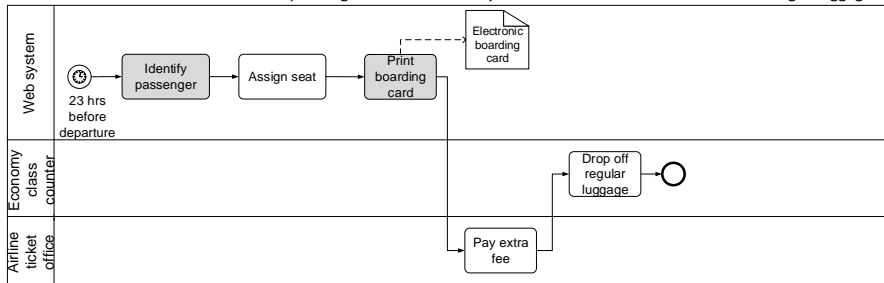 Web system
23 hrs
before
departure
Identify
passenger
Assign seat
Print
boarding
card
Electronic
boarding
card
Economy
class
counter
Drop off
regular
luggage
Airline
ticket
office
Pay extra
fee